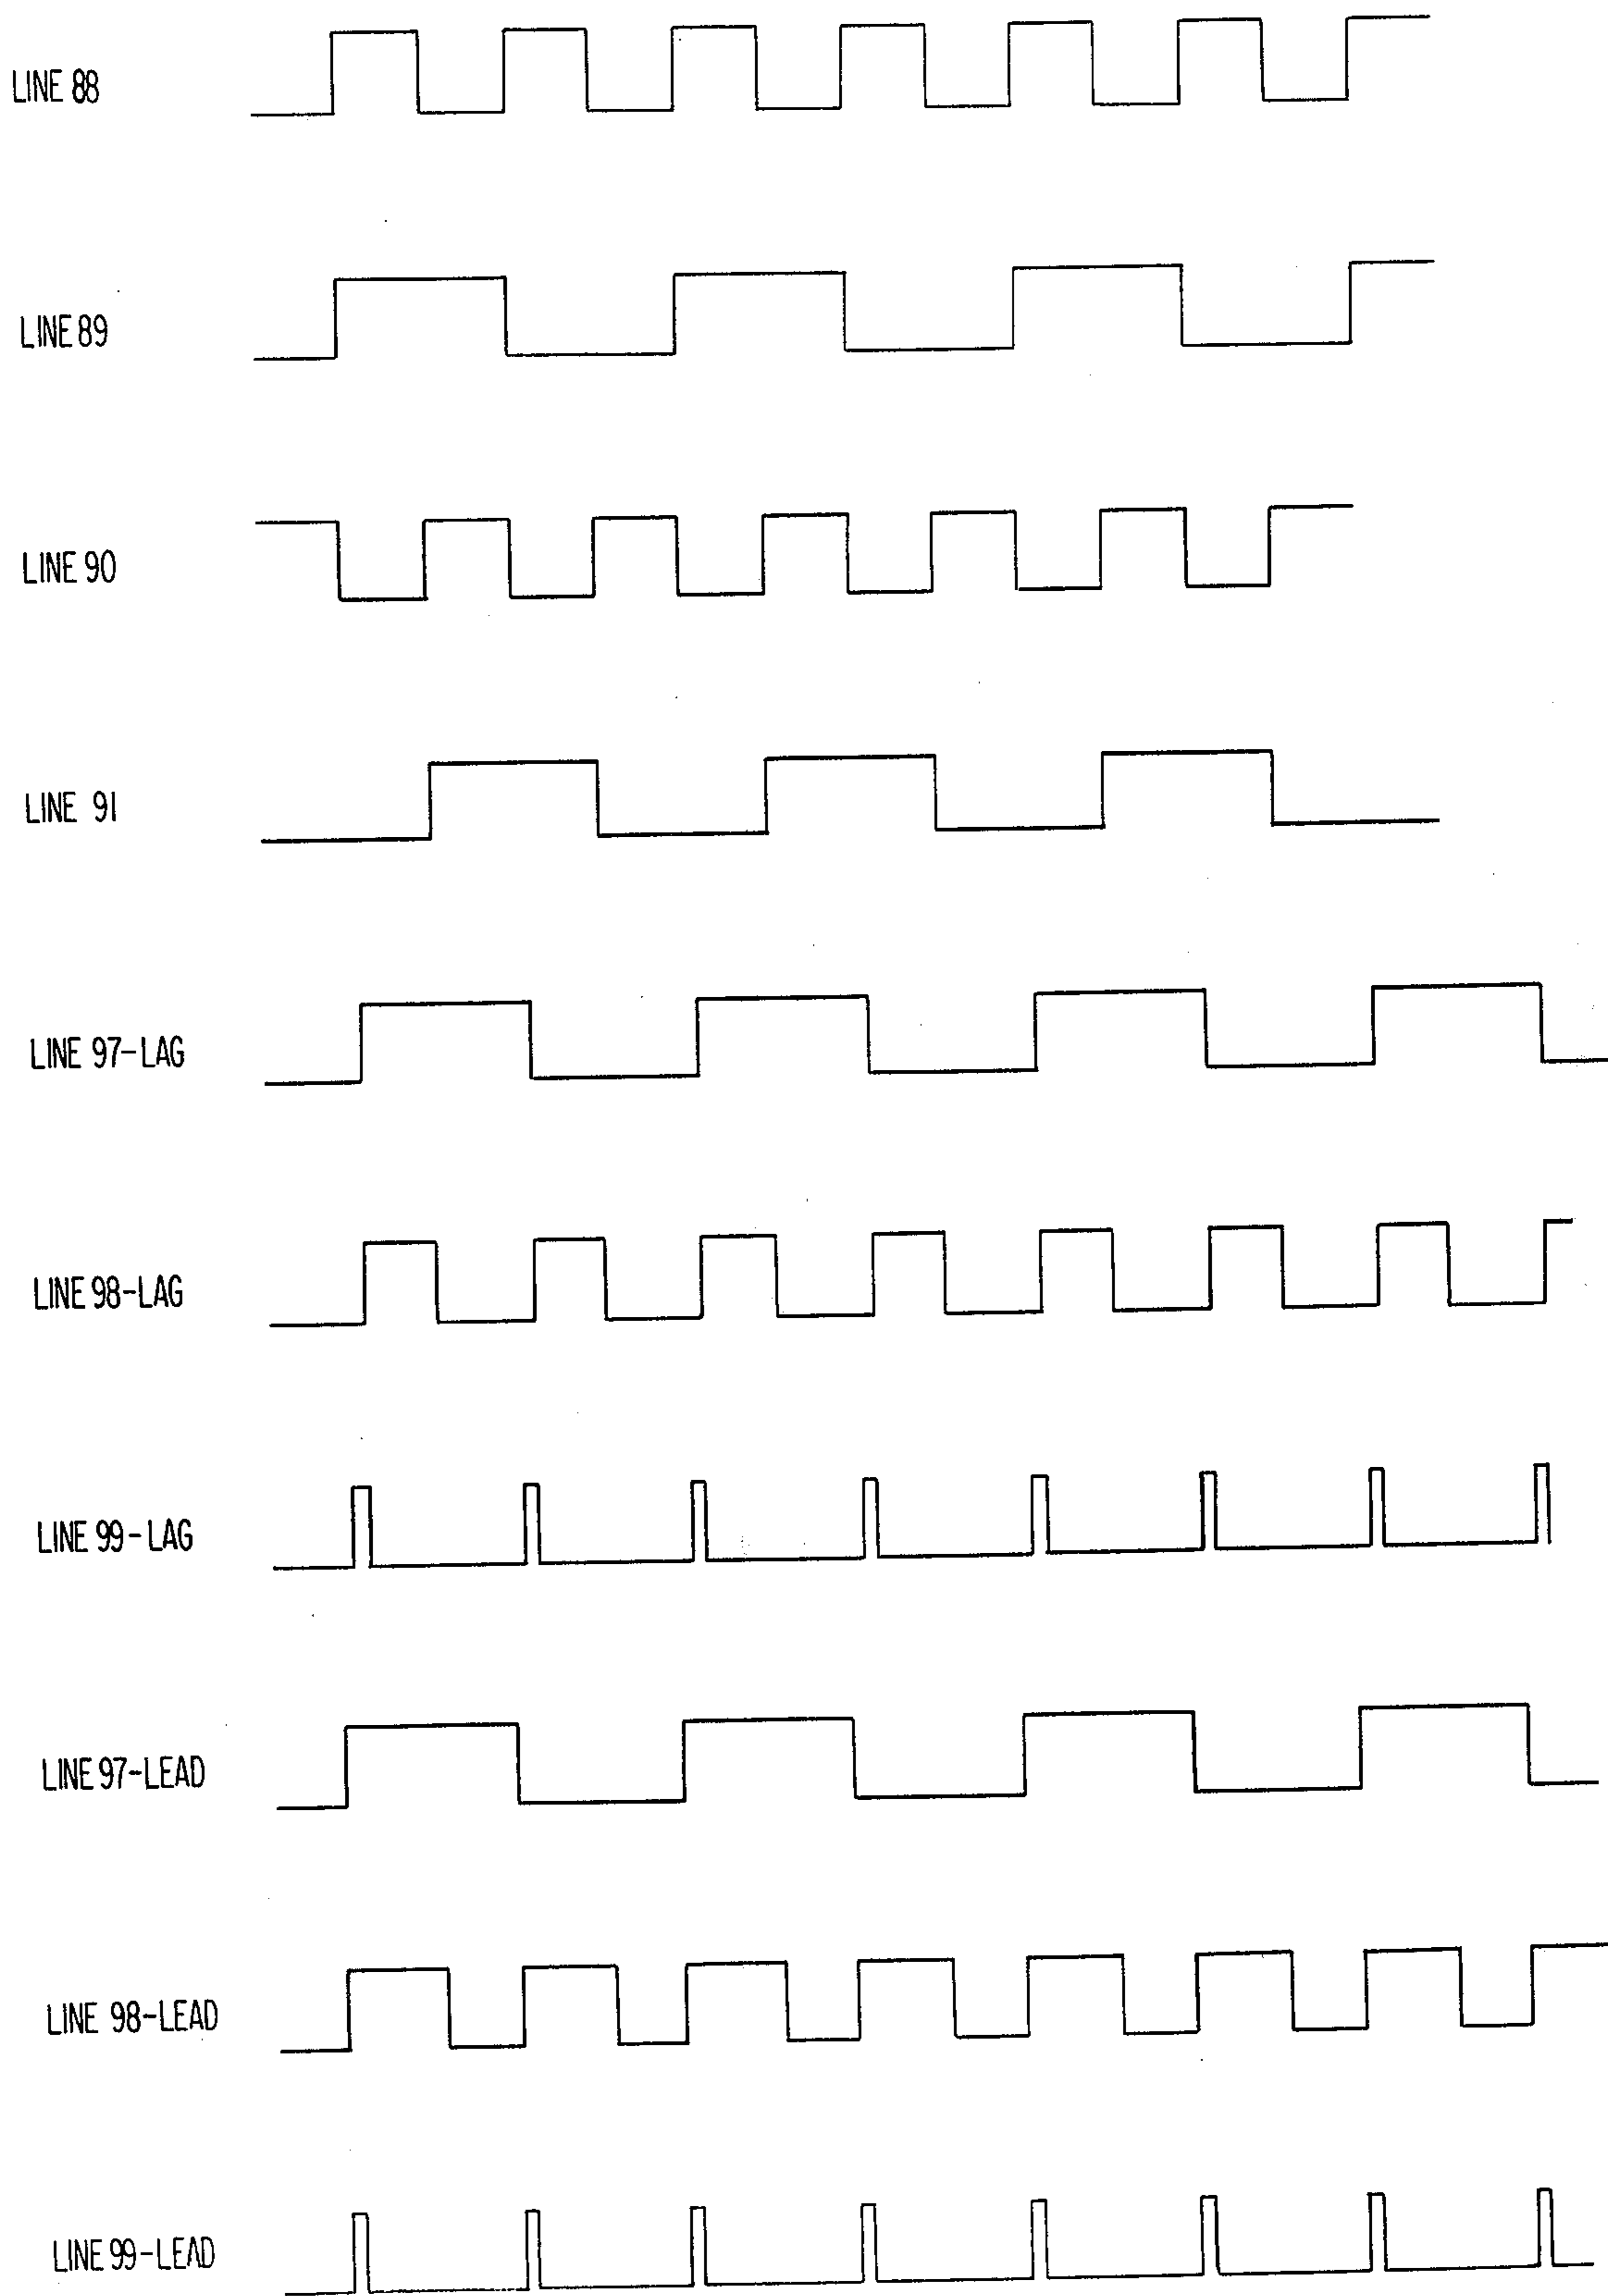 LINE 88
LINE 89
LINE 90
LINE 91
LINE 97-LAG
LINE 98-LAG
LINE 99-LAG
LINE 97-LEAD
LINE 98-LEAD
LINE 99-LEAD